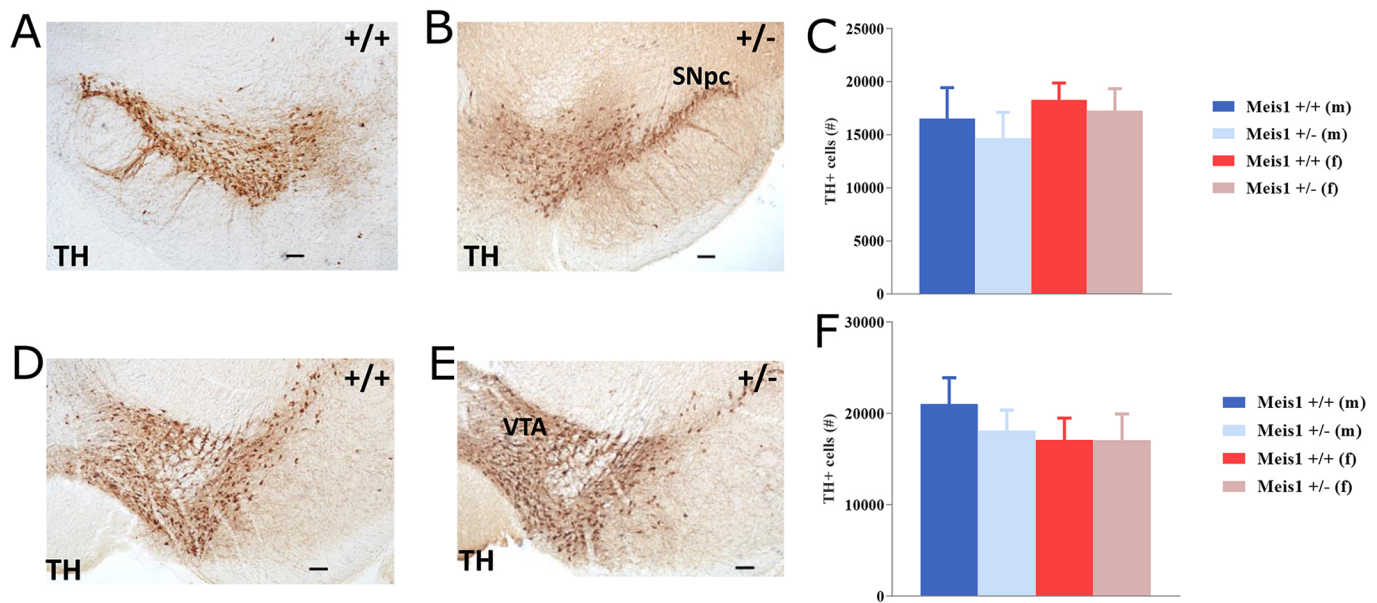 A
+/+
TH
B
+/-
SNpc
TH
C
25000
20000
15000
10000
5000
0
TH+ cells (#)
Meis1 +/+ (m)
Meis1 +/- (m)
Meis1 +/+ (f)
Meis1 +/- (f)
D
+/+
TH
E
+/-
VTA
TH
F
30000
20000
10000
0
TH+ cells (#)
Meis1 +/+ (m)
Meis1 +/- (m)
Meis1 +/+ (f)
Meis1 +/- (f)